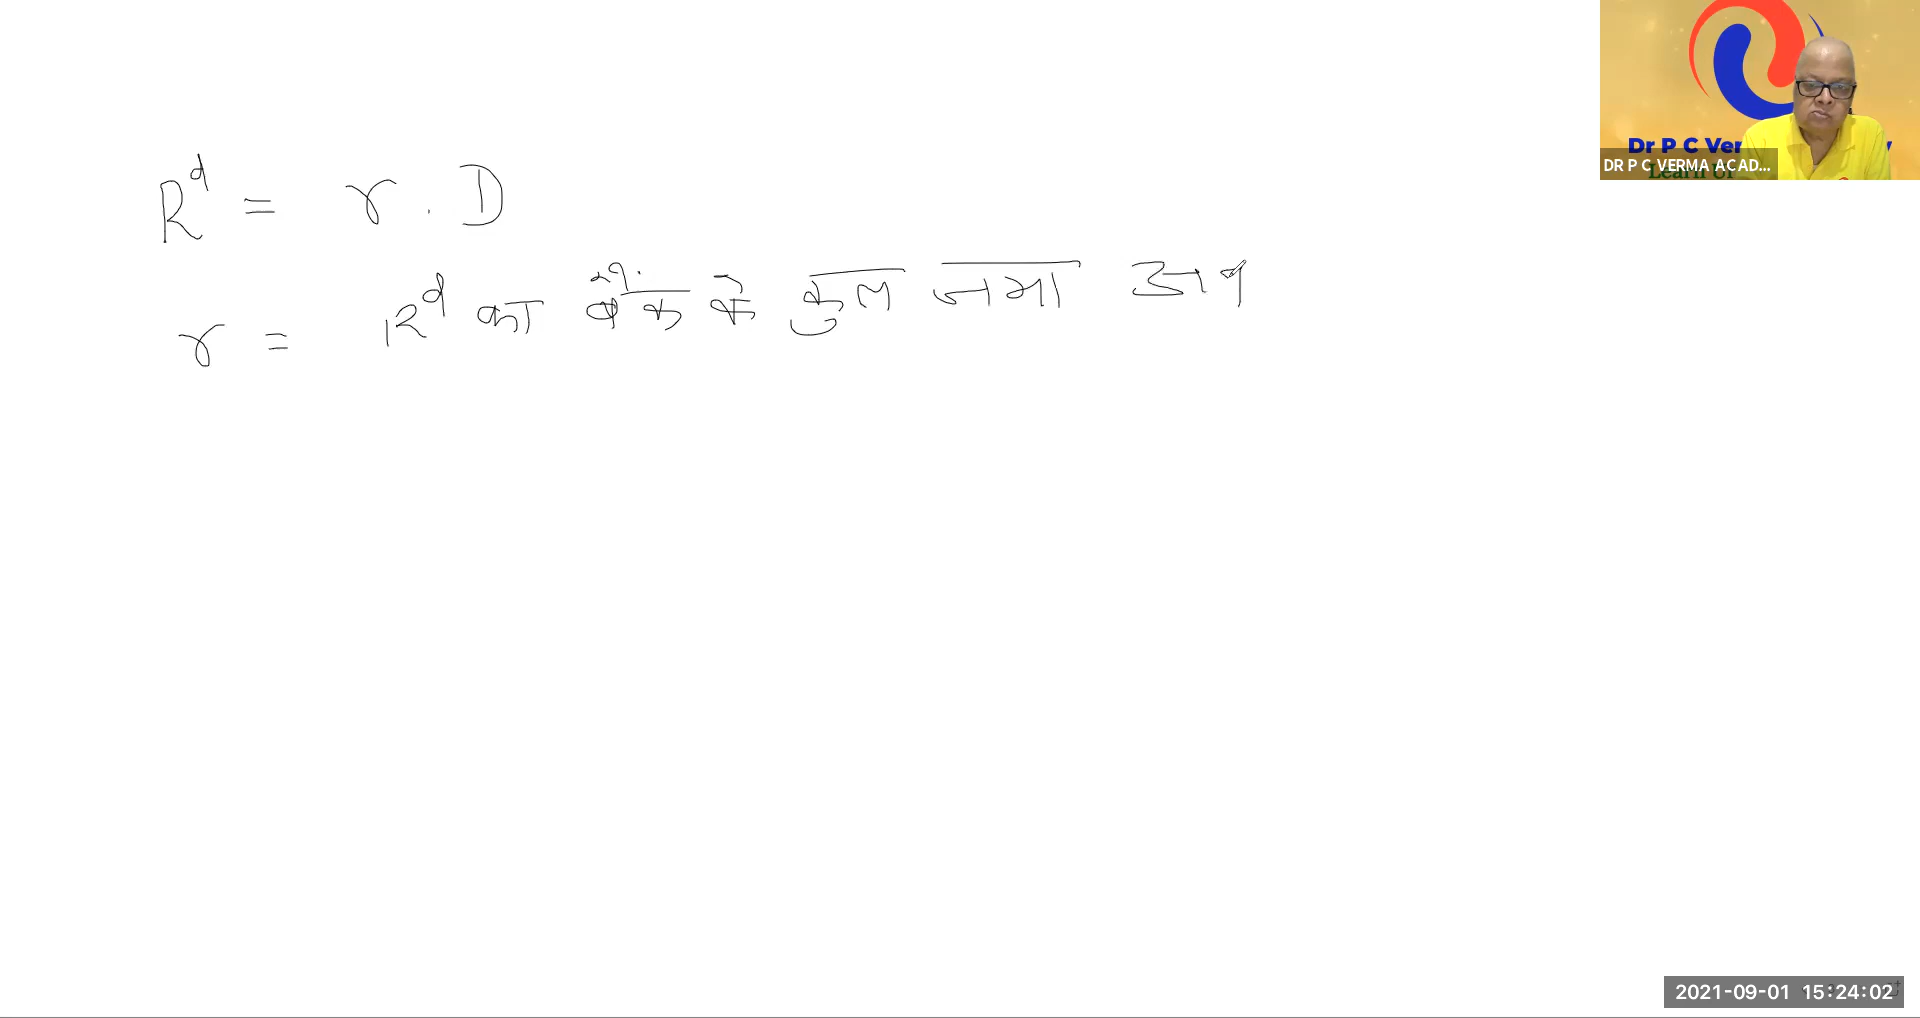 R^d = r . D
r = R^d का बैंक के कुल जमा
Dr P C Ver
DR P C VERMA ACAD...
2021-09-01 15:24:02